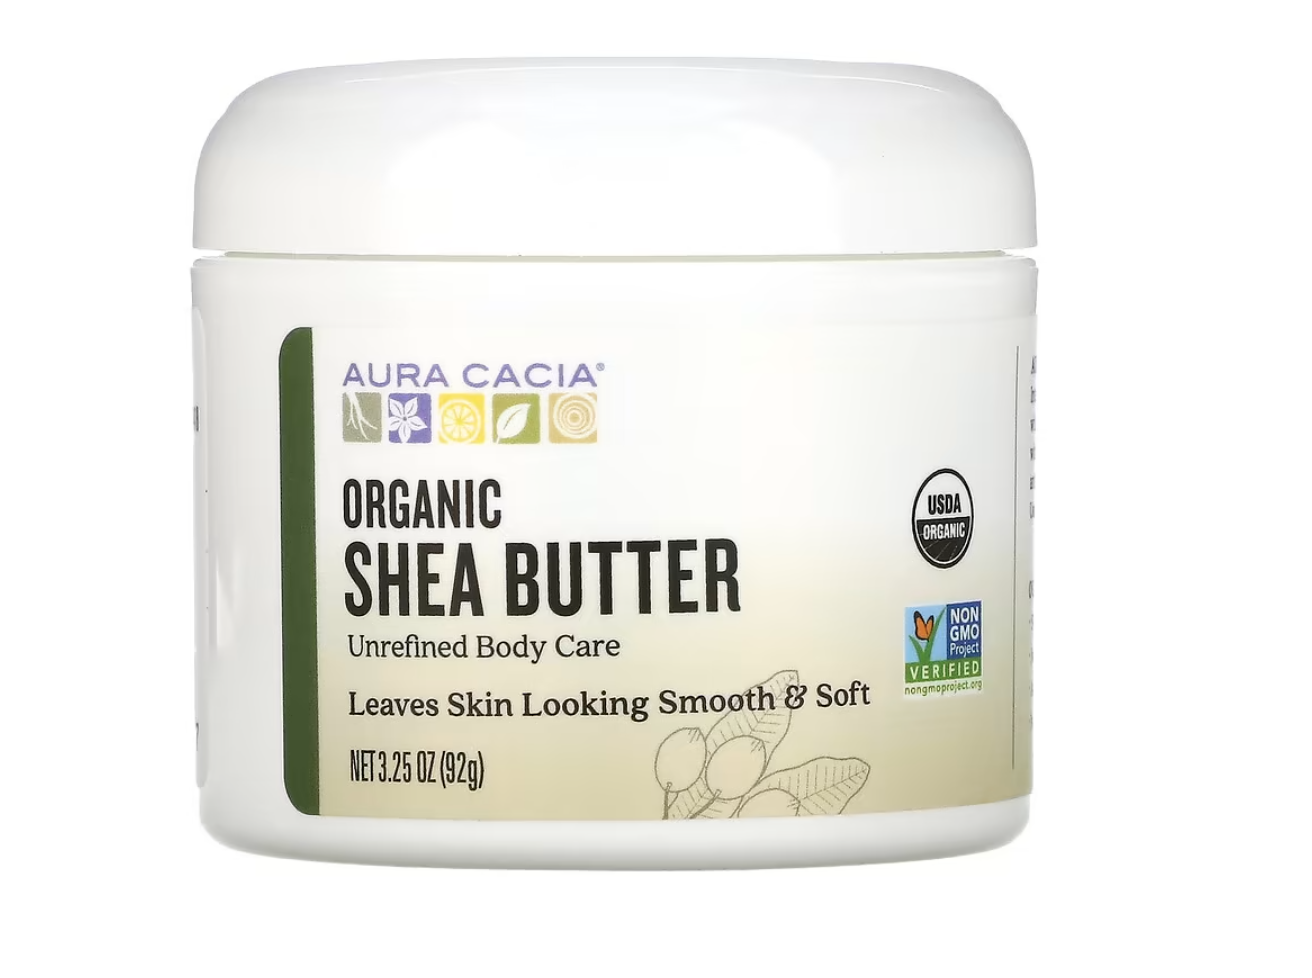 AURA CACIA®
ORGANIC
SHEA BUTTER
Unrefined Body Care
Leaves Skin Looking Smooth & Soft
NET 3.25 OZ (92g)
USDA
ORGANIC
NON
GMO
Project
VERIFIED
nongmoproject.org